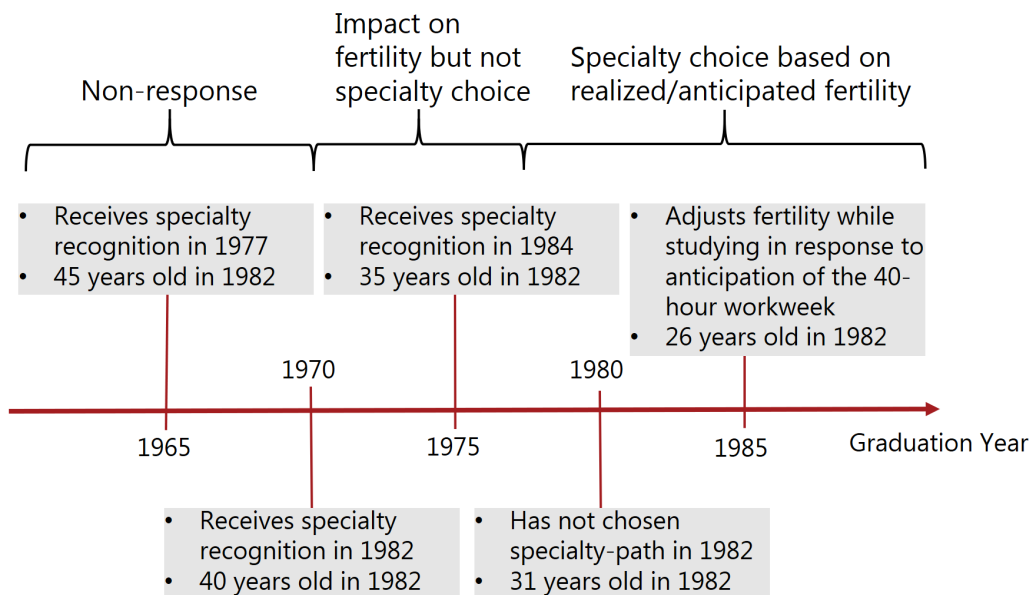 Non-response
Impact on
fertility but not
specialty choice
Specialty choice based on
realized/anticipated fertility
• Receives specialty
recognition in 1977
• 45 years old in 1982
• Receives specialty
recognition in 1984
• 35 years old in 1982
• Adjusts fertility while
studying in response to
anticipation of the 40-
hour workweek
• 26 years old in 1982
1970
1980
1965
1975
1985
Graduation Year
• Receives specialty
recognition in 1982
• 40 years old in 1982
• Has not chosen
specialty-path in 1982
• 31 years old in 1982